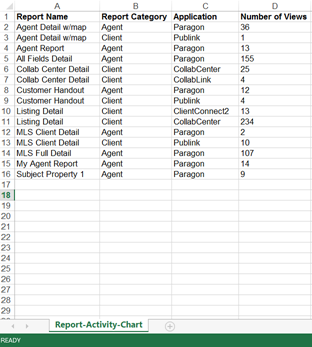 A B C D
1 Report Name Report Category Application Number of Views
2 Agent Detail w/map Agent Paragon 36
3 Agent Detail w/map Client Publink 1
4 Agent Report Agent Paragon 13
5 All Fields Detail Agent Paragon 155
6 Collab Center Detail Client CollabCenter 25
7 Collab Center Detail Client CollabLink 4
8 Customer Handout Agent Paragon 12
9 Customer Handout Client Publink 4
10 Listing Detail Client ClientConnect2 13
11 Listing Detail Client CollabCenter 234
12 MLS Client Detail Agent Paragon 2
13 MLS Client Detail Client Publink 10
14 MLS Full Detail Agent Paragon 107
15 My Agent Report Agent Paragon 14
16 Subject Property 1 Agent Paragon 9
17
18
19
20
21
22
23
24
25
26
27
28
29
Report-Activity-Chart
READY